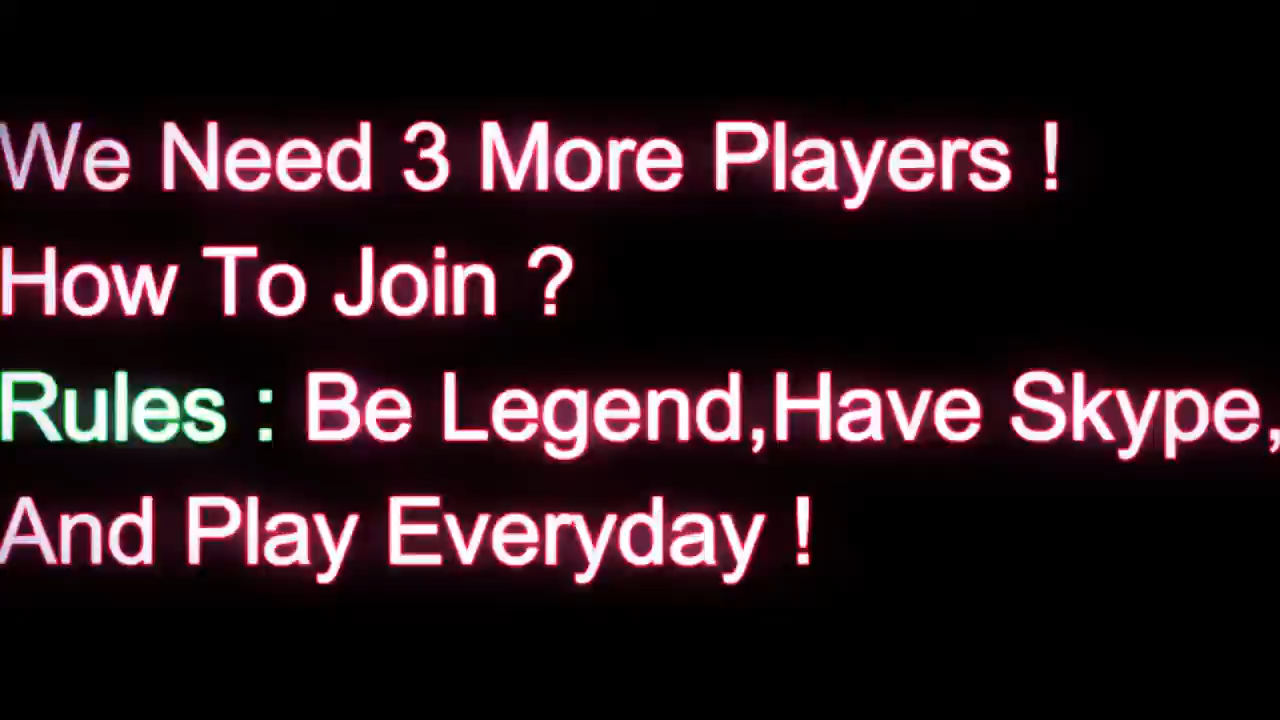 We Need 3 More Players !
How To Join ?
Rules : Be Legend,Have Skype,
And Play Everyday !